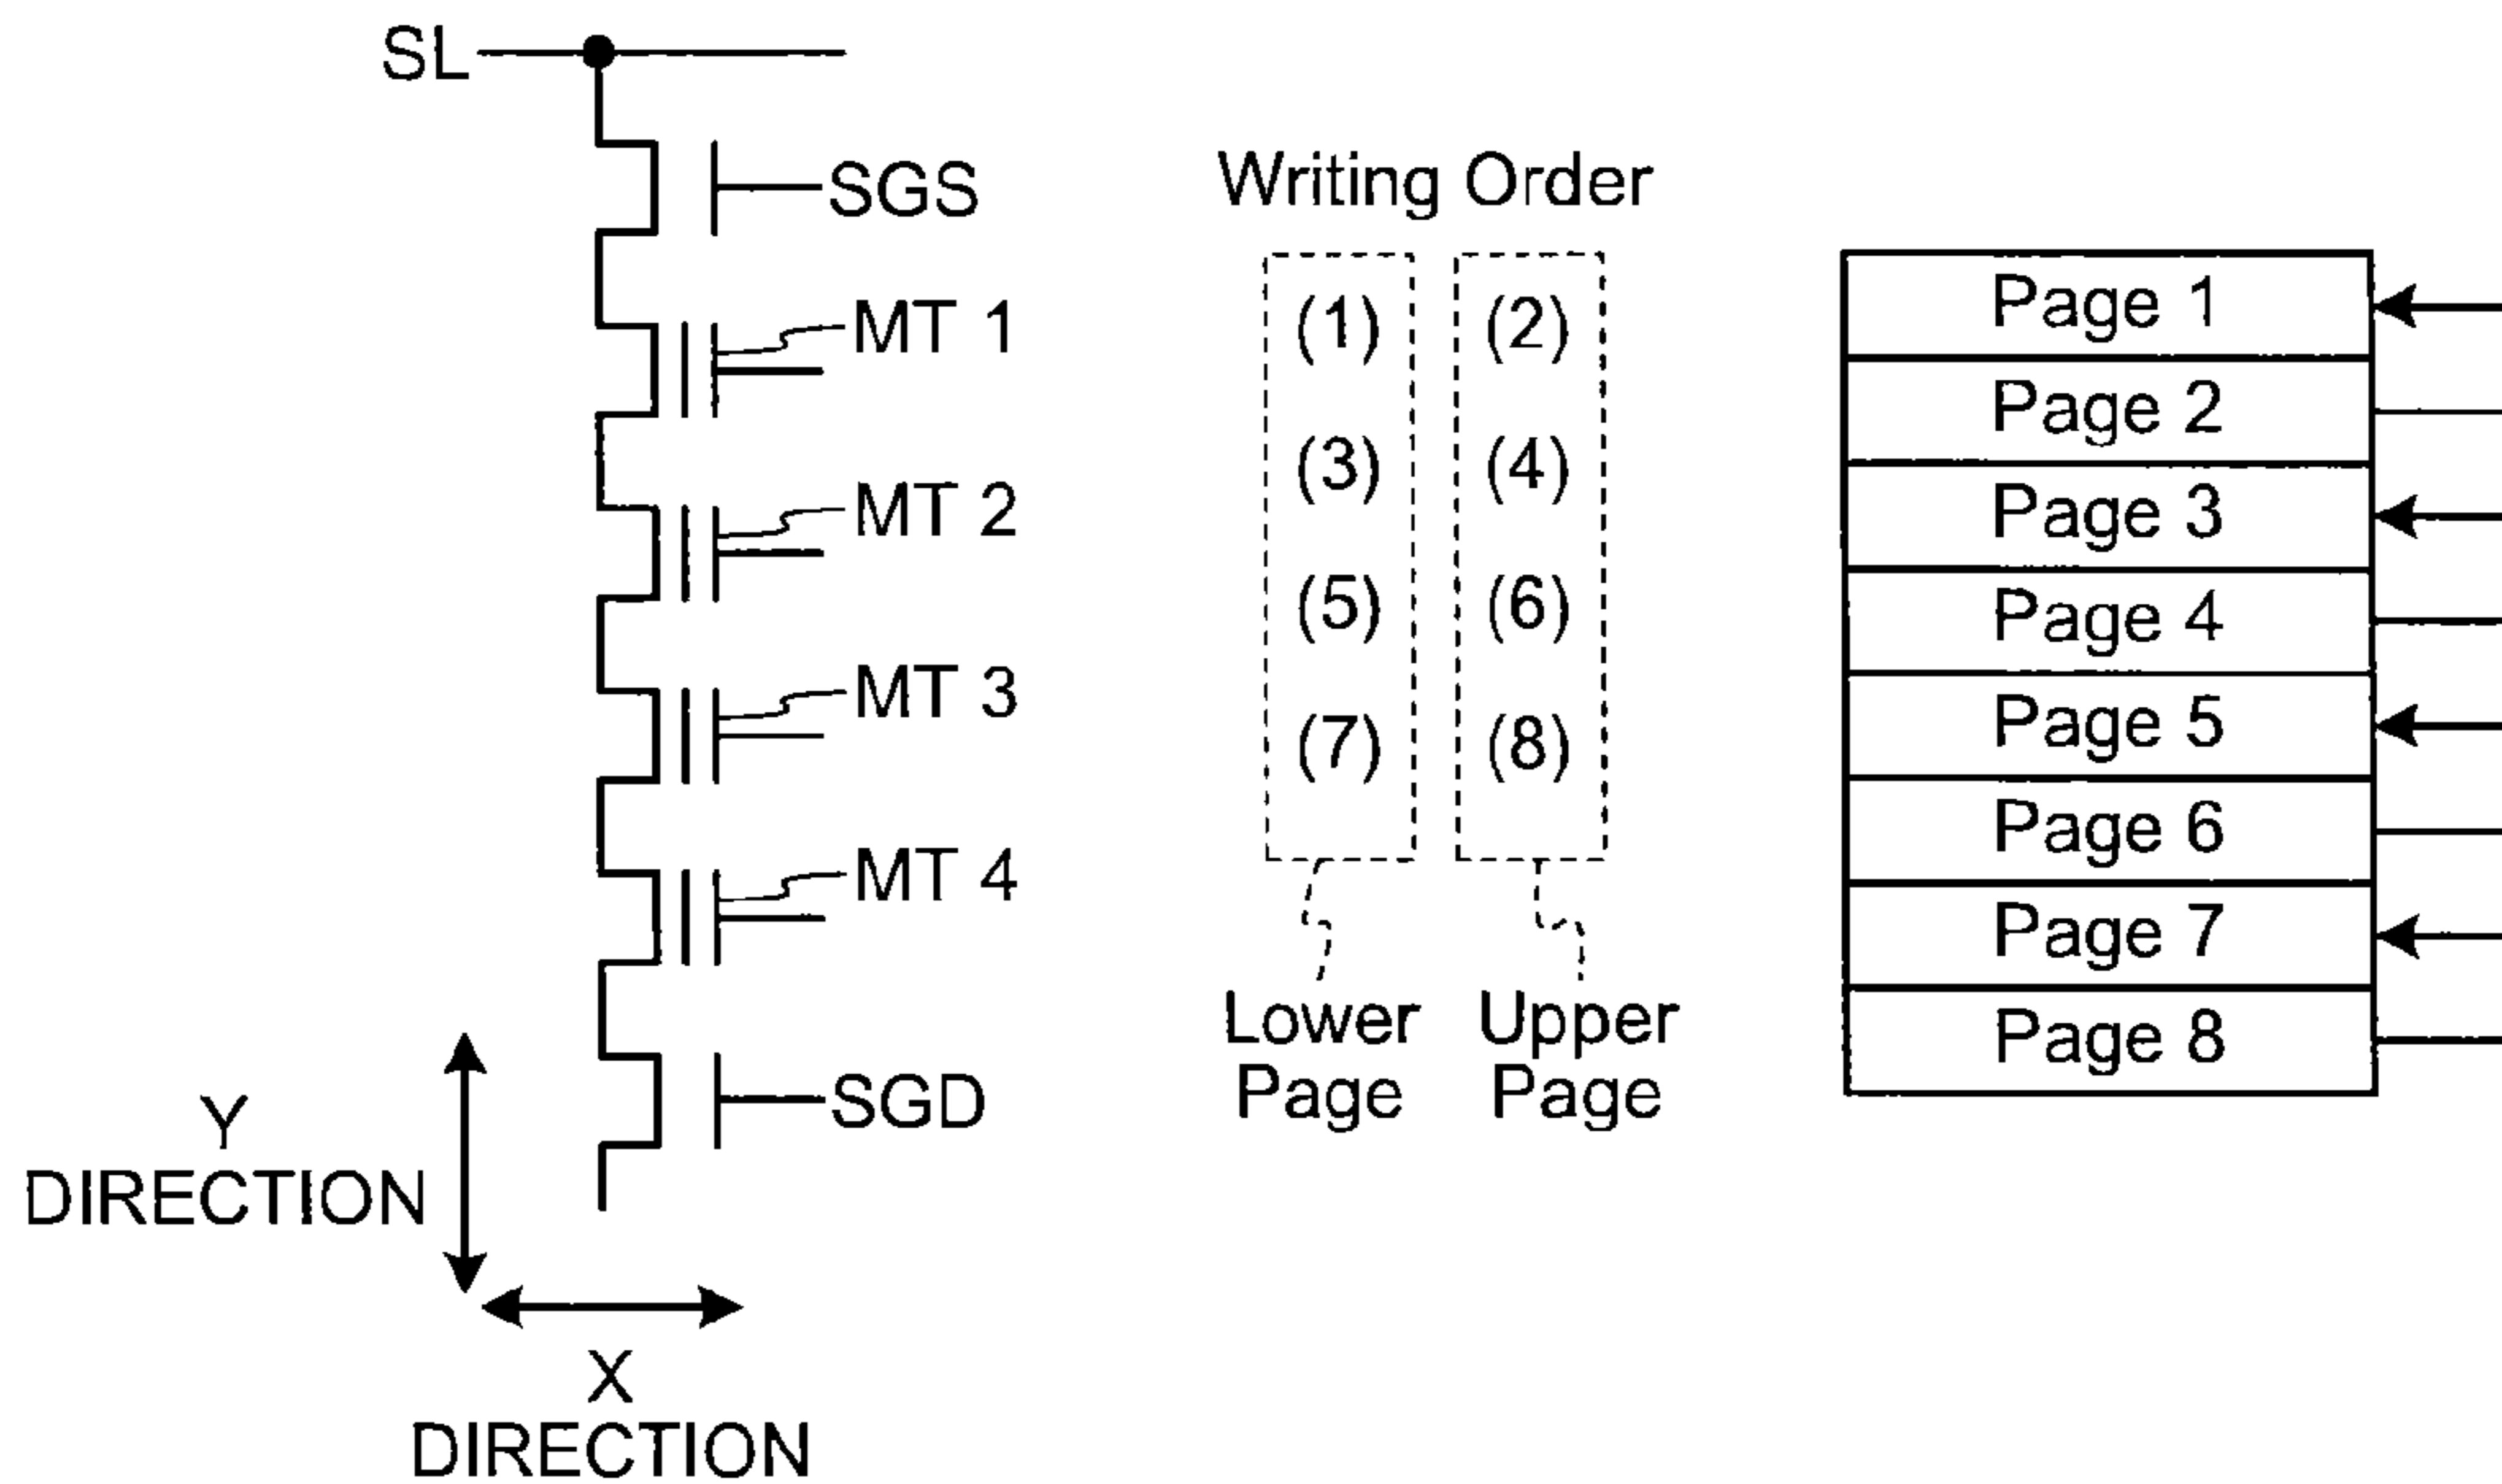 SL
SGS
MT 1
MT 2
MT 3
MT 4
SGD
Y
DIRECTION
X
DIRECTION
Writing Order
(1) (2)
(3) (4)
(5) (6)
(7) (8)
Lower
Page
Upper
Page
Page 1
Page 2
Page 3
Page 4
Page 5
Page 6
Page 7
Page 8